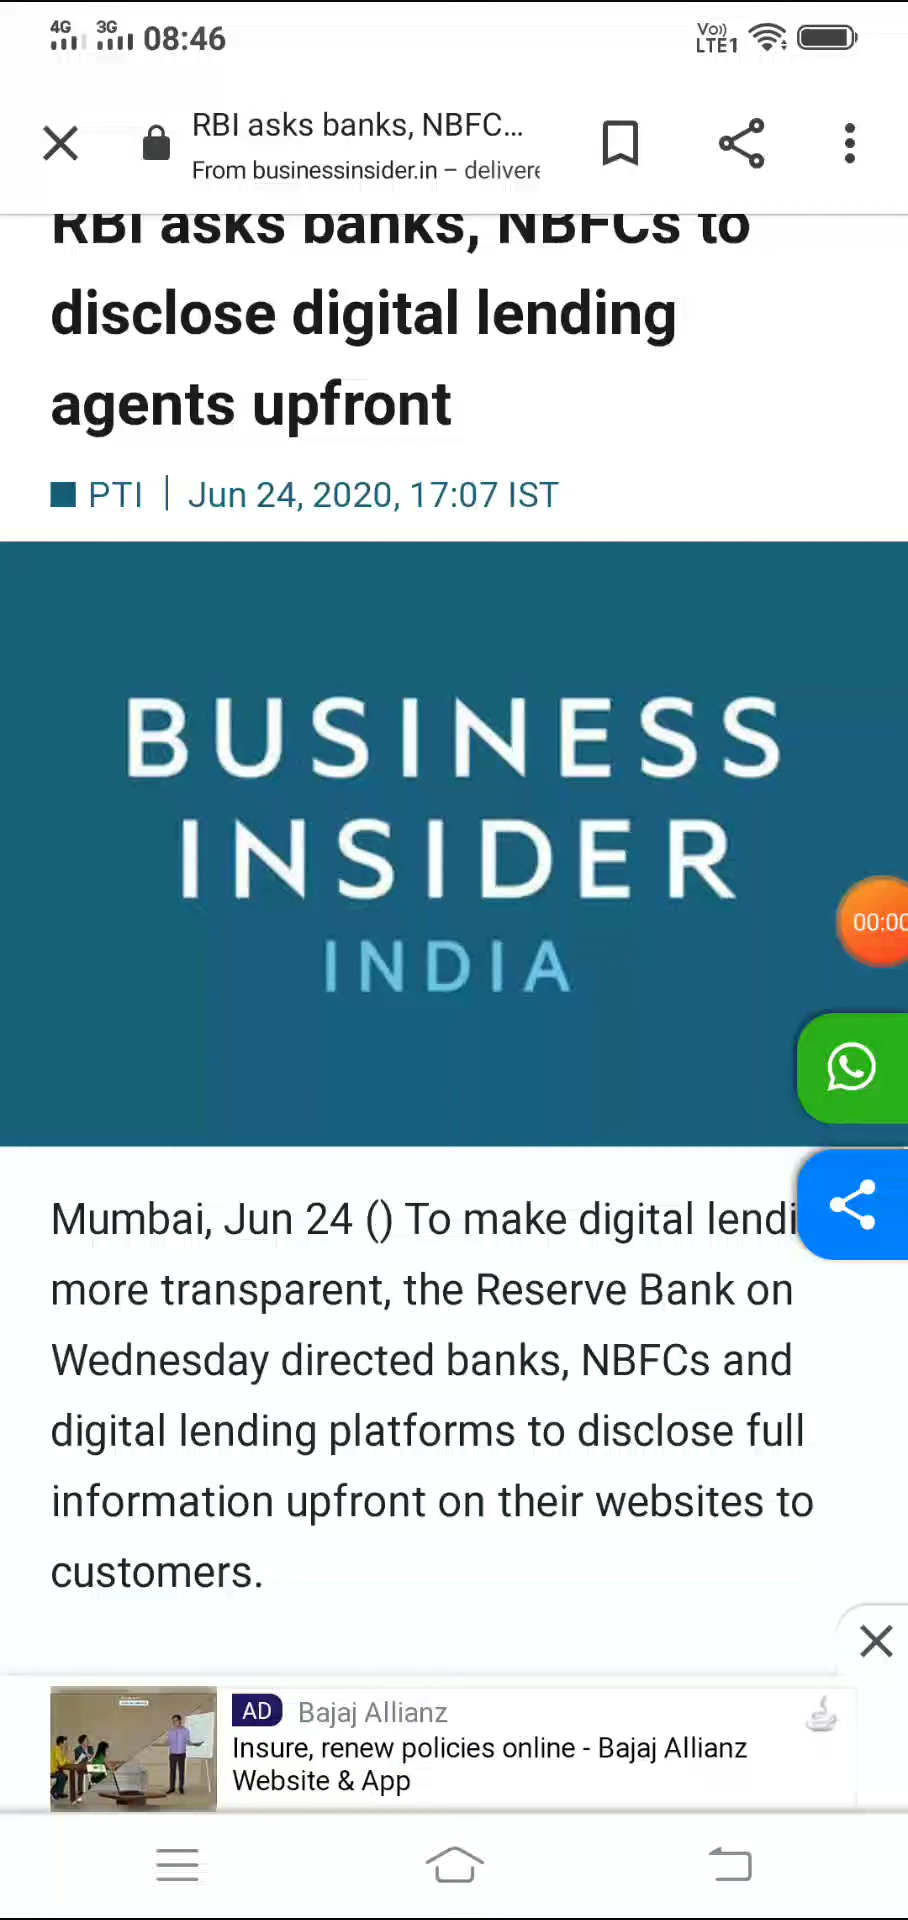 4G 3G 08:46 Vo)) LTE1
RBI asks banks, NBFC...
From businessinsider.in – delivere
RBI asks banks, NBFCs to
disclose digital lending
agents upfront
PTI | Jun 24, 2020, 17:07 IST
BUSINESS
INSIDER
INDIA
00:00
Mumbai, Jun 24 () To make digital lendi
more transparent, the Reserve Bank on
Wednesday directed banks, NBFCs and
digital lending platforms to disclose full
information upfront on their websites to
customers.
AD Bajaj Allianz
Insure, renew policies online - Bajaj Allianz
Website & App